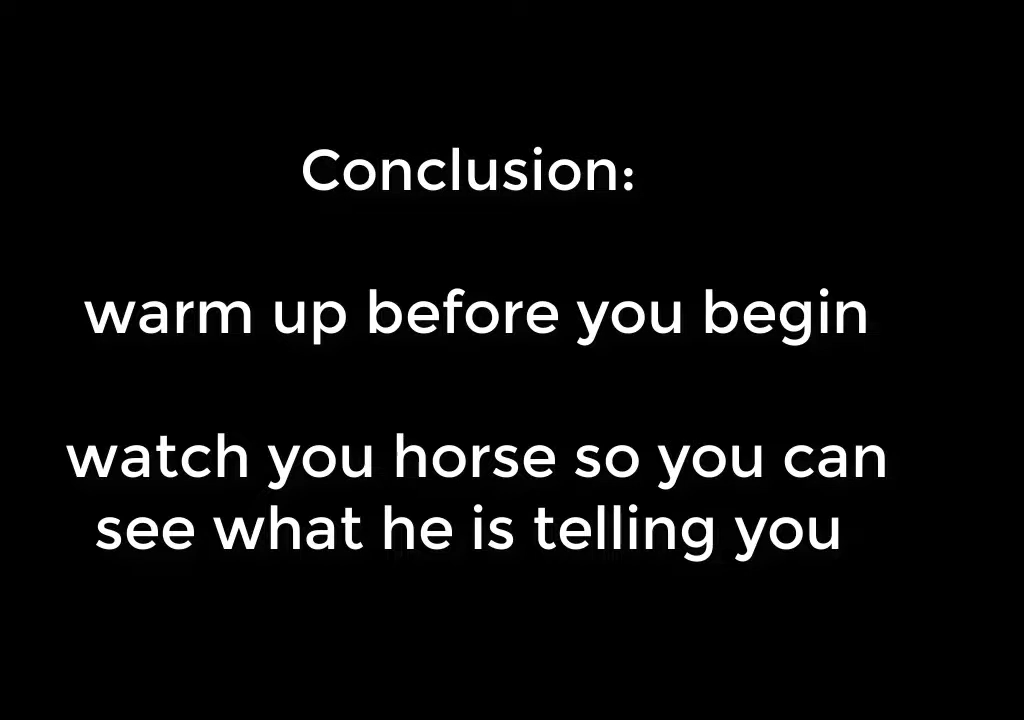 Conclusion:
warm up before you begin
watch you horse so you can
see what he is telling you